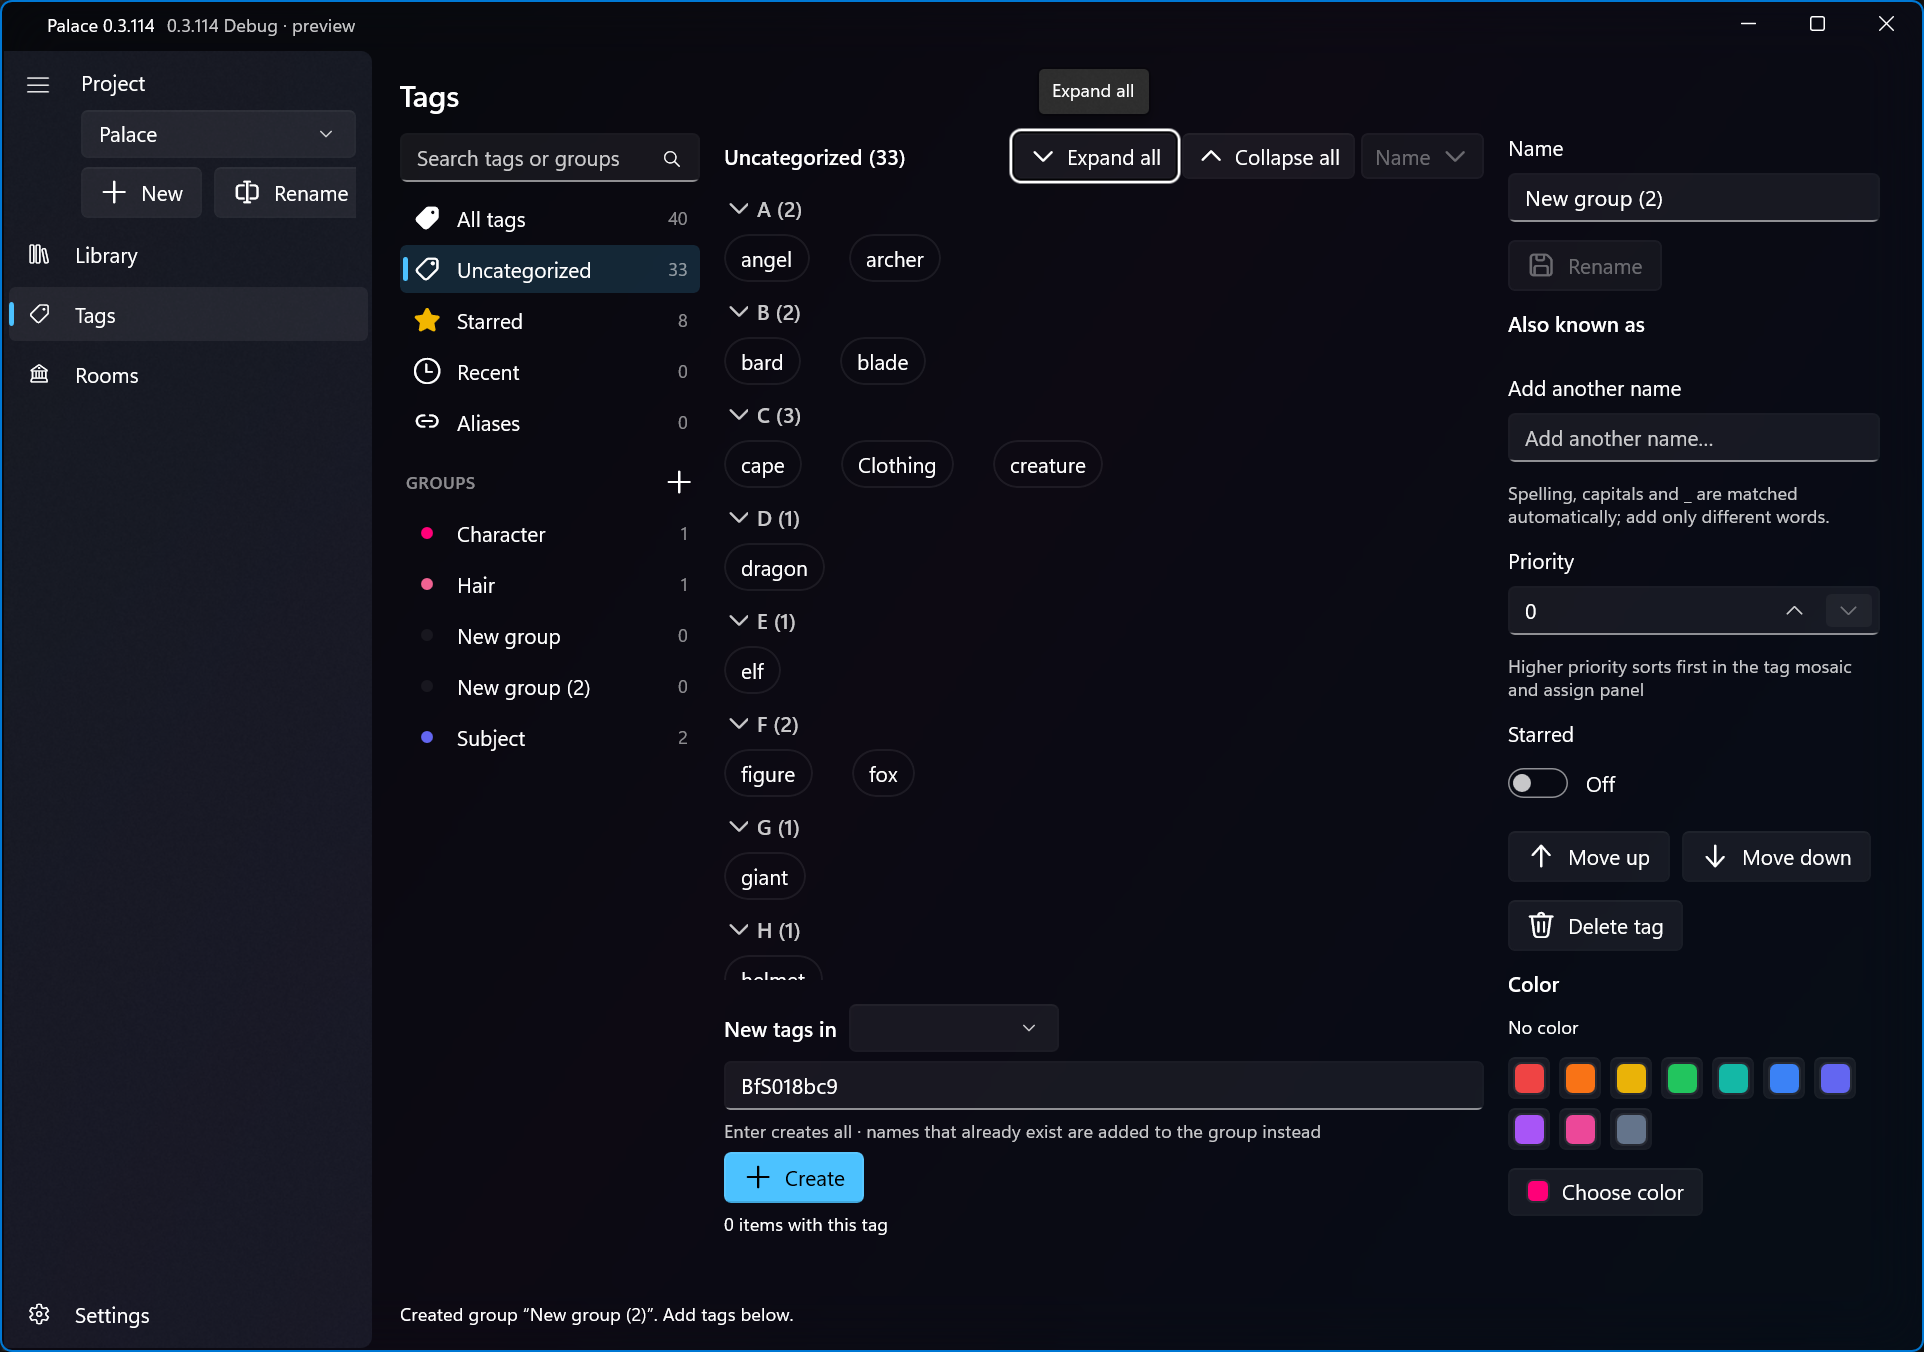 Palace 0.3.114 0.3.114 Debug · preview
Project
Palace
New
Rename
Library
Tags
Rooms
Settings
Tags
Search tags or groups
All tags 40
Uncategorized 33
Starred 8
Recent 0
Aliases 0
GROUPS
Character 1
Hair 1
New group 0
New group (2) 0
Subject 2
Expand all
Uncategorized (33)
Expand all
Collapse all
Name
A (2)
angel archer
B (2)
bard blade
C (3)
cape Clothing creature
D (1)
dragon
E (1)
elf
F (2)
figure fox
G (1)
giant
H (1)
helmet
New tags in
BfS018bc9
Enter creates all · names that already exist are added to the group instead
Create
0 items with this tag
Created group “New group (2)”. Add tags below.
Name
New group (2)
Rename
Also known as
Add another name
Add another name...
Spelling, capitals and _ are matched
automatically; add only different words.
Priority
0
Higher priority sorts first in the tag mosaic
and assign panel
Starred
Off
Move up
Move down
Delete tag
Color
No color
Choose color